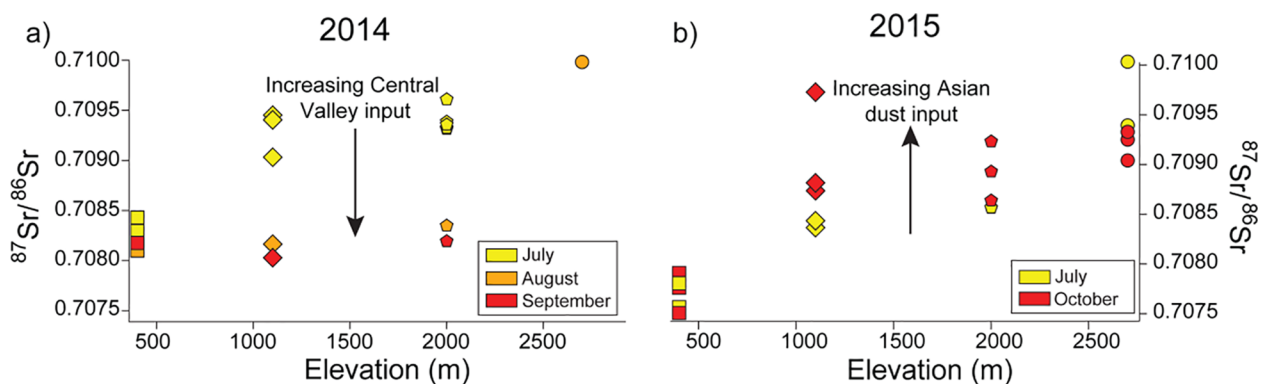 a)
2014
0.7100
0.7095
0.7090
0.7085
0.7080
0.7075
87Sr/86Sr
Increasing Central
Valley input
July
August
September
500
1000
1500
2000
2500
Elevation (m)
b)
2015
Increasing Asian
dust input
July
October
0.7100
0.7095
0.7090
0.7085
0.7080
0.7075
87Sr/86Sr
500
1000
1500
2000
2500
Elevation (m)